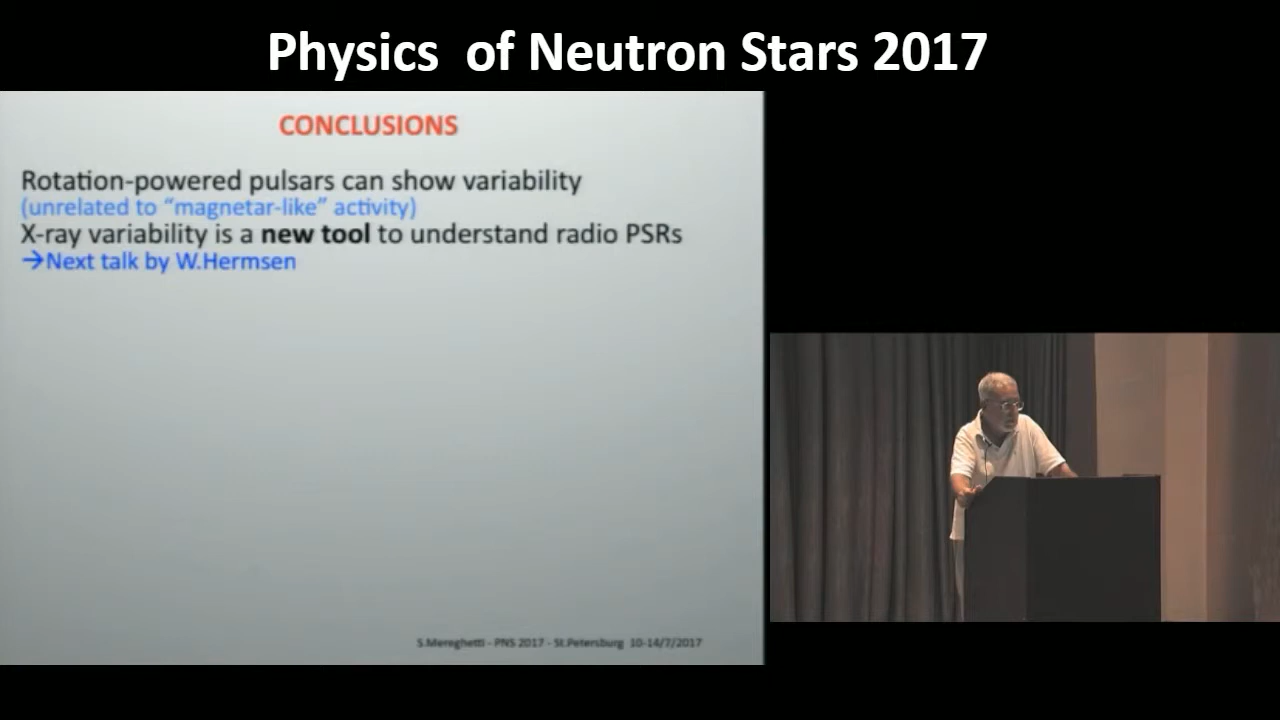 Physics of Neutron Stars 2017
CONCLUSIONS
Rotation-powered pulsars can show variability
(unrelated to “magnetar-like” activity)
X-ray variability is a new tool to understand radio PSRs
→Next talk by W.Hermsen
S.Mereghetti - PNS 2017 - St.Petersburg 10-14/7/2017